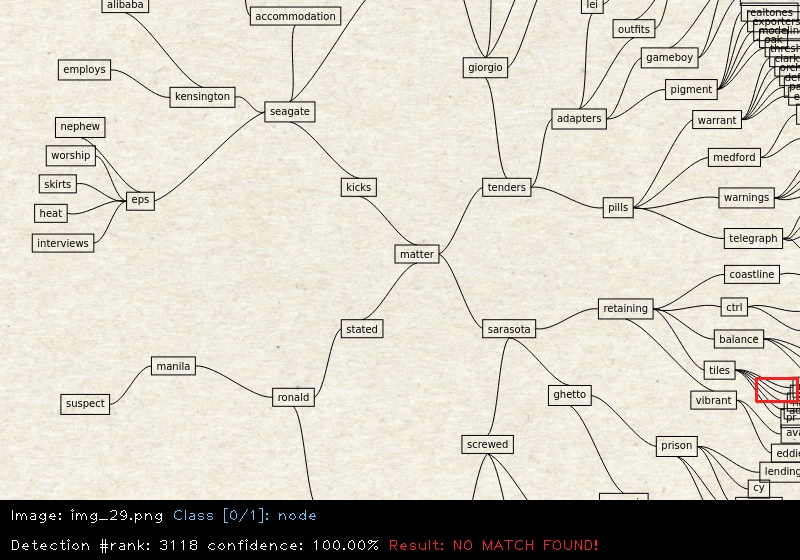 alibaba
lei
accommodation
outfits
realtones
exporters
gameboy
giorgio
employs
pigment
kensington
seagate
adapters
warrant
nephew
worship
medford
skirts
eps
kicks
tenders
warnings
heat
pills
interviews
telegraph
matter
coastline
retaining
ctrl
stated
sarasota
balance
manila
tiles
ronald
ghetto
vibrant
suspect
screwed
prison
eddie
lending
cy
Image: img_29.png Class [0/1]: node
Detection #rank: 3118 confidence: 100.00% Result: NO MATCH FOUND!